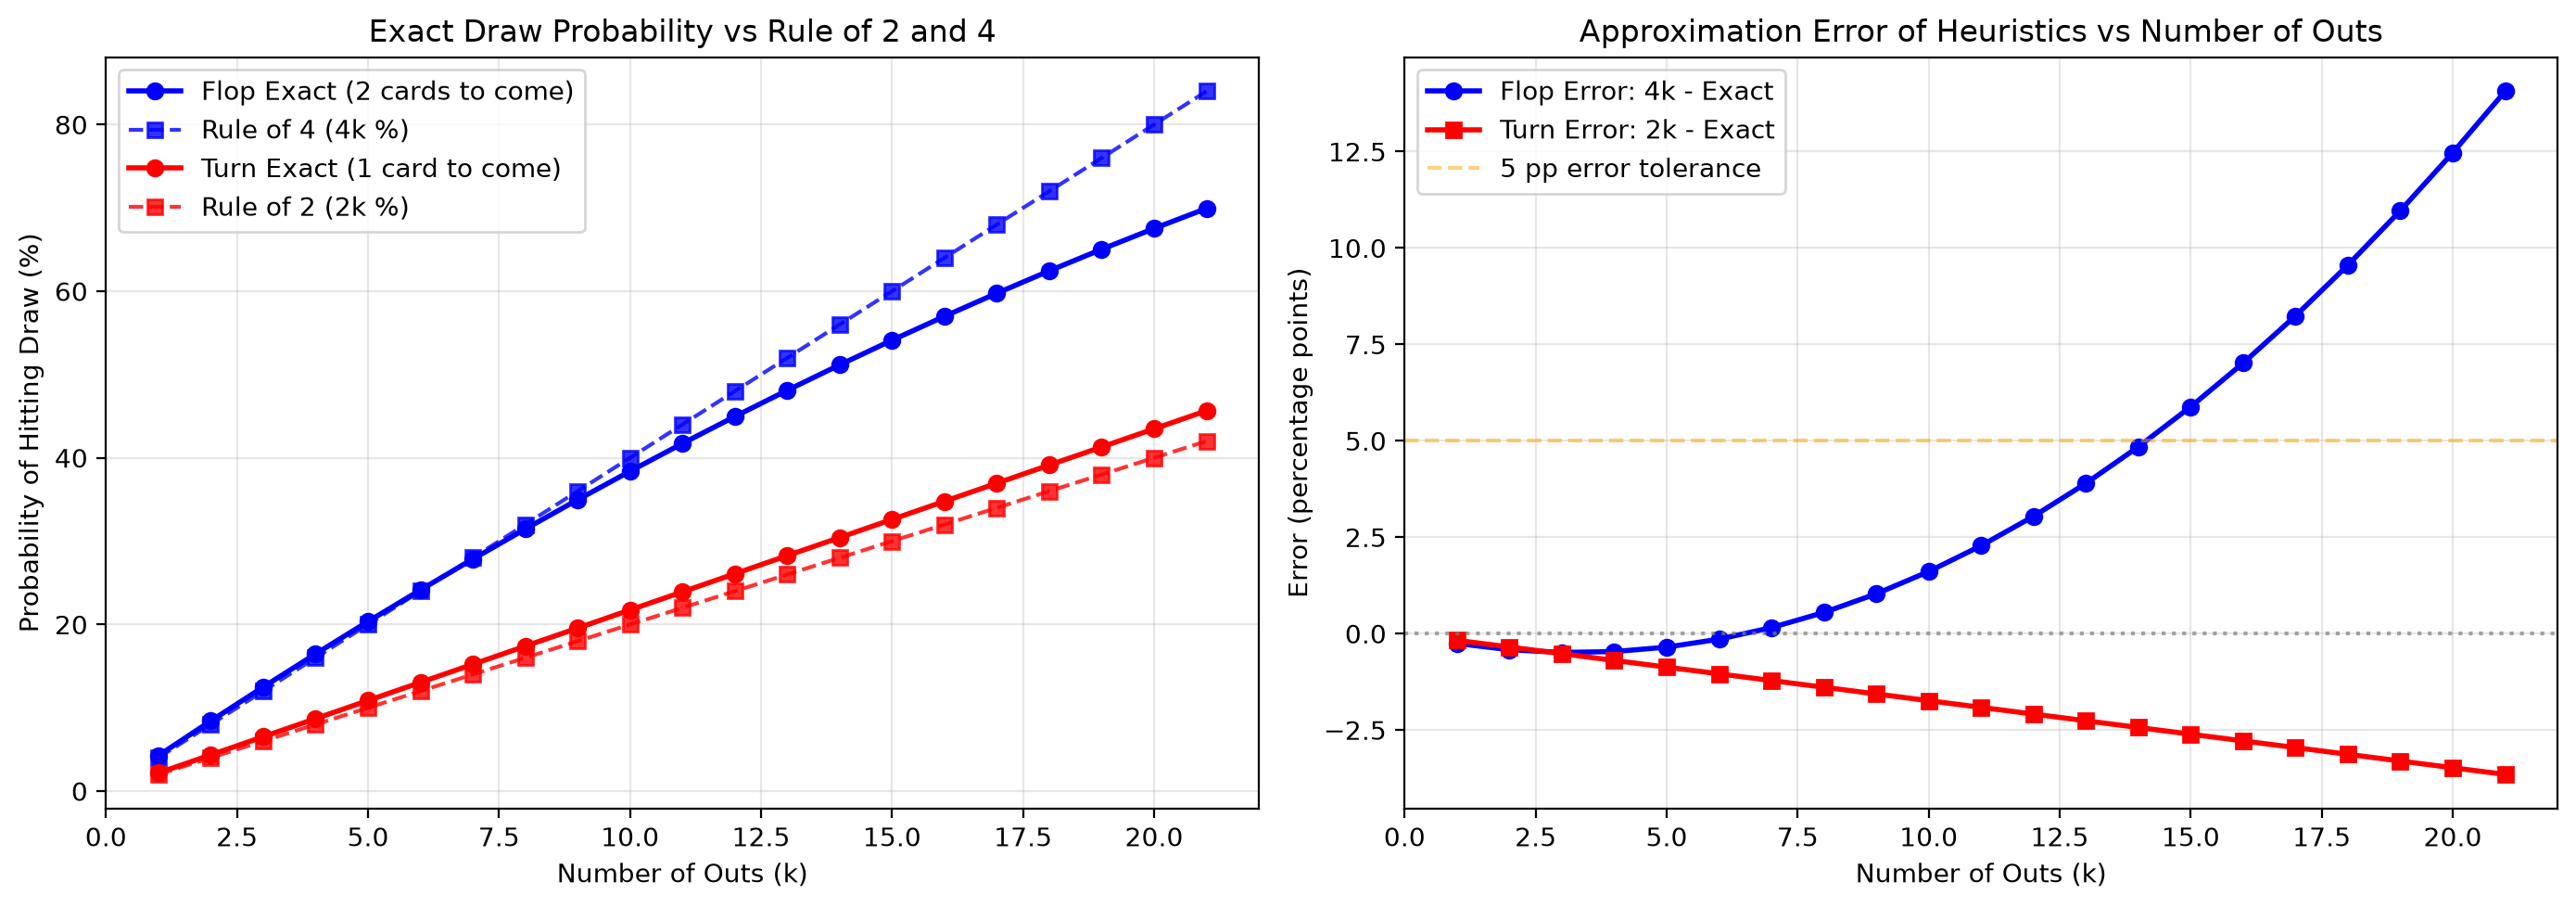 Exact Draw Probability vs Rule of 2 and 4
Flop Exact (2 cards to come)
Rule of 4 (4k %)
Turn Exact (1 card to come)
Rule of 2 (2k %)
Probability of Hitting Draw (%)
80
60
40
20
0
0.0 2.5 5.0 7.5 10.0 12.5 15.0 17.5 20.0
Number of Outs (k)
Approximation Error of Heuristics vs Number of Outs
Flop Error: 4k - Exact
Turn Error: 2k - Exact
5 pp error tolerance
Error (percentage points)
12.5
10.0
7.5
5.0
2.5
0.0
−2.5
0.0 2.5 5.0 7.5 10.0 12.5 15.0 17.5 20.0
Number of Outs (k)